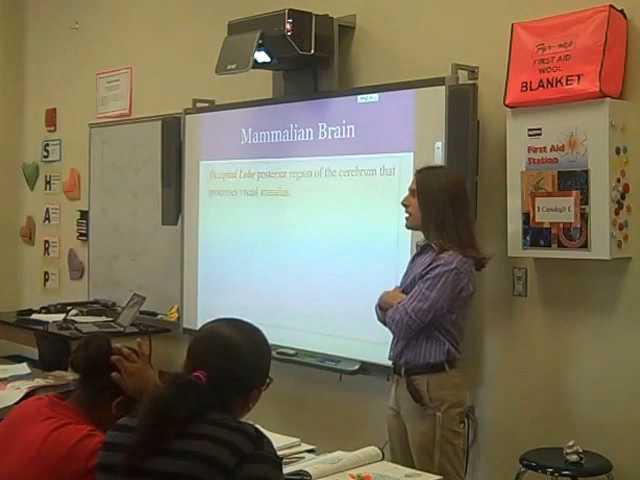 Mammalian Brain
Occipital Lobe posterior region of the cerebrum that
processes visual stimulus
S
H
A
R
P
FIRST AID
WOOL
BLANKET
First Aid
Station